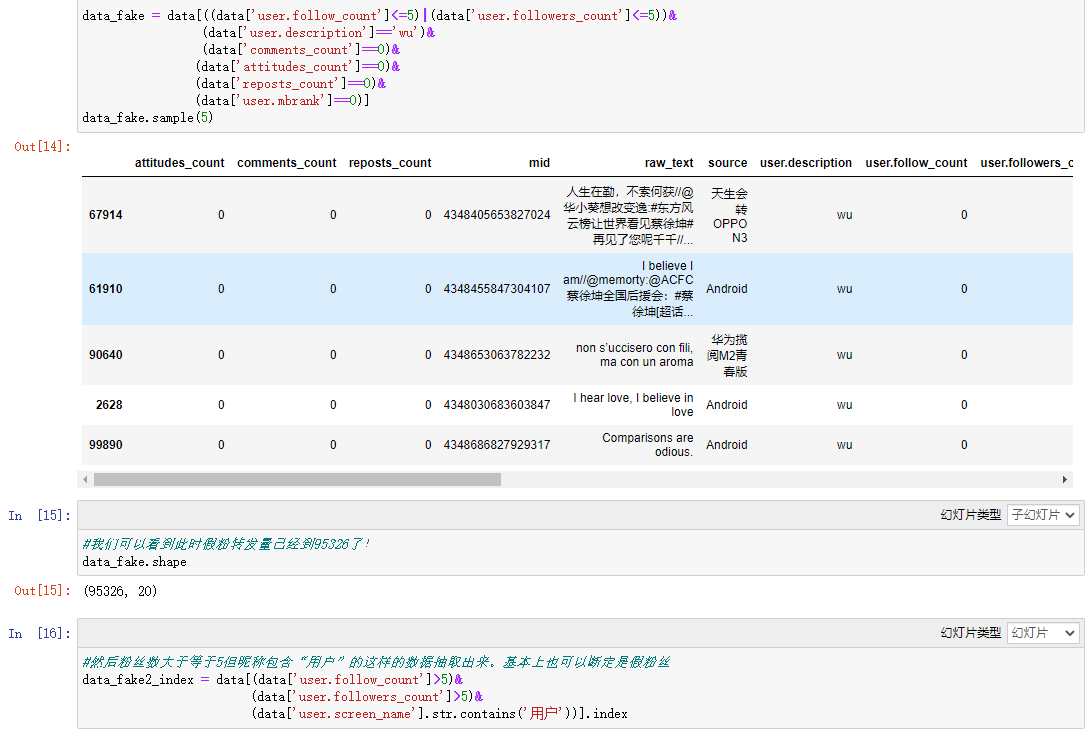 data_fake = data[((data['user.follow_count']<=5)|(data['user.followers_count']<=5))&
(data['user.description']=='wu')&
(data['comments_count']==0)&
(data['attitudes_count']==0)&
(data['reposts_count']==0)&
(data['user.mbrank']==0)]
data_fake.sample(5)
Out[14]:
attitudes_count comments_count reposts_count mid raw_text source user.description user.follow_count user.followers_c
67914 0 0 0 4348405653827024 人生在勤，不索何获//@ 天生会 wu 0
华小葵想改变逸:#东方风 转
云榜让世界看见蔡徐坤# OPPO
再见了您呢千千//... N3
61910 0 0 0 4348455847304107 I believe I Android wu 0
am//@memorty:@ACFC
蔡徐坤全国后援会：#蔡
徐坤[超话...
90640 0 0 0 4348653063782232 non s'uccisero con fili, 华为揽 wu 0
ma con un aroma 阅M2青
春版
2628 0 0 0 4348030683603847 I hear love, I believe in Android wu 0
love
99890 0 0 0 4348686827929317 Comparisons are Android wu 0
odious.
In [15]: 幻灯片类型 子幻灯片
#我们可以看到此时假粉转发量已经到95326了！
data_fake.shape
Out[15]: (95326, 20)
In [16]: 幻灯片类型 幻灯片
#然后粉丝数大于等于5但昵称包含“用户”的这样的数据抽取出来。基本上也可以断定是假粉丝
data_fake2_index = data[(data['user.follow_count']>5)&
(data['user.followers_count']>5)&
(data['user.screen_name'].str.contains('用户'))].index